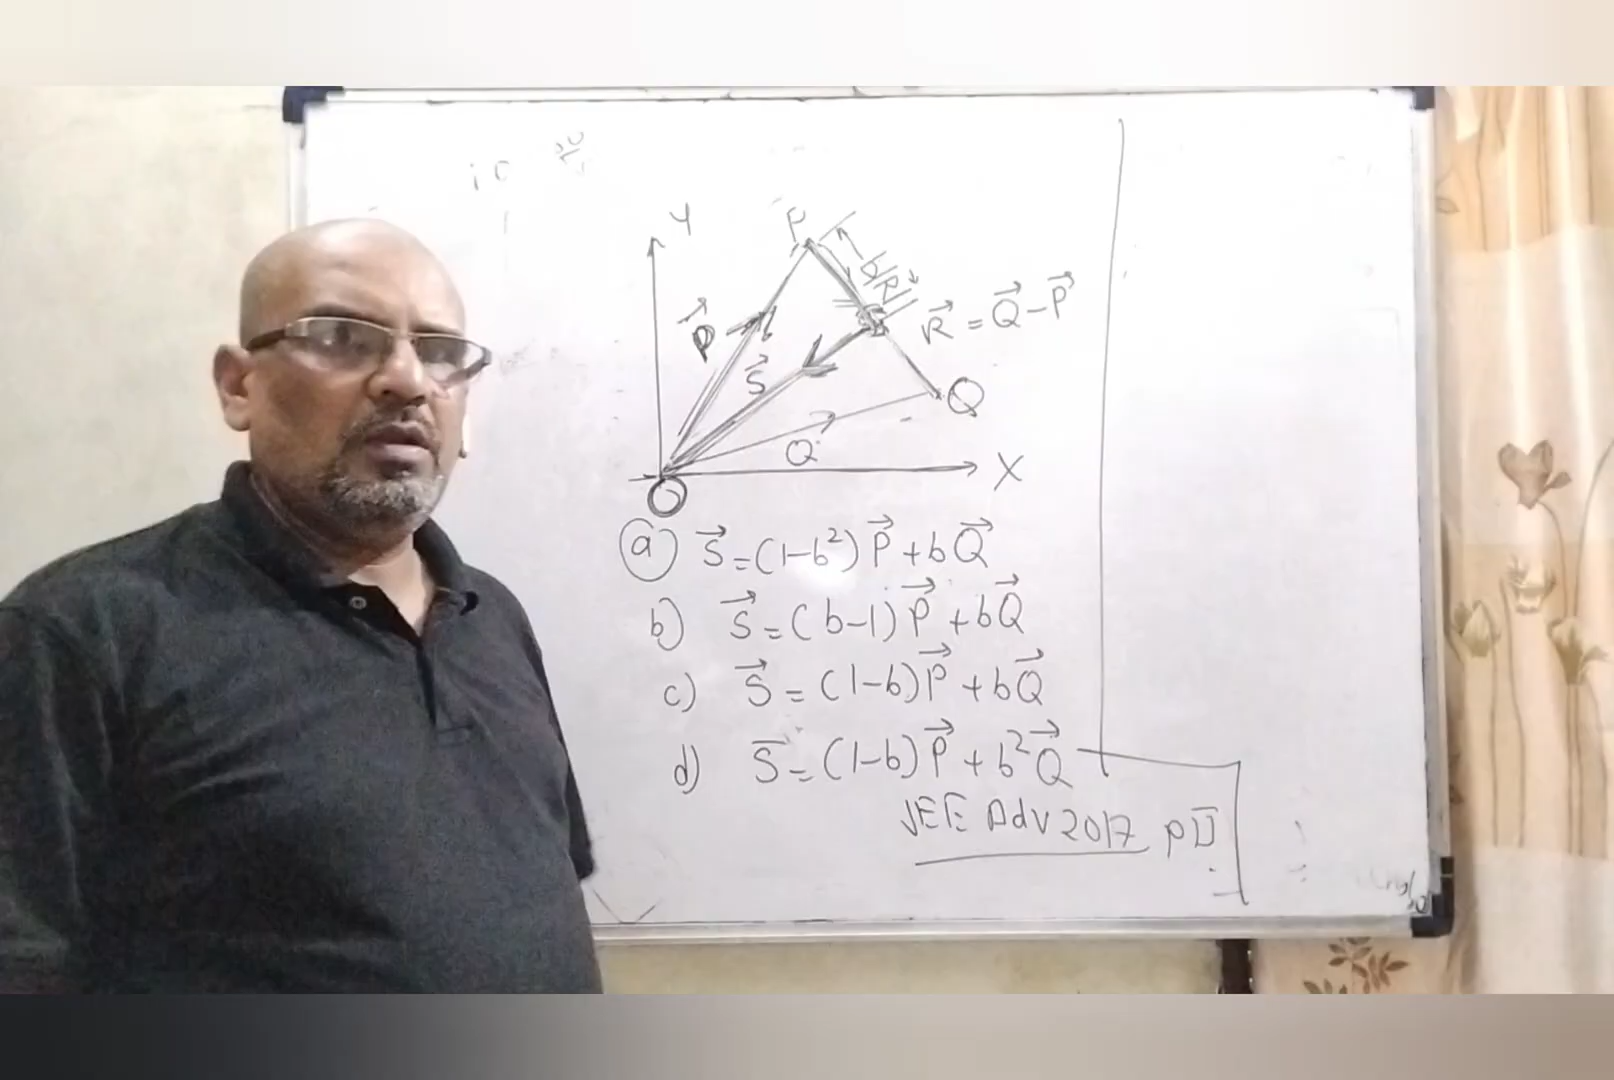 Y
P
b|R|
P⃗
R⃗ = Q⃗ – P⃗
S
S⃗
Q
Q
X
O
a) S⃗ = (1–b²) P⃗ + b Q⃗
b) S⃗ = (b–1) P⃗ + b Q⃗
c) S⃗ = (1–b) P⃗ + b Q⃗
d) S̅ = (1–b) P⃗ + b² Q⃗
JEE Adv 2017 P II